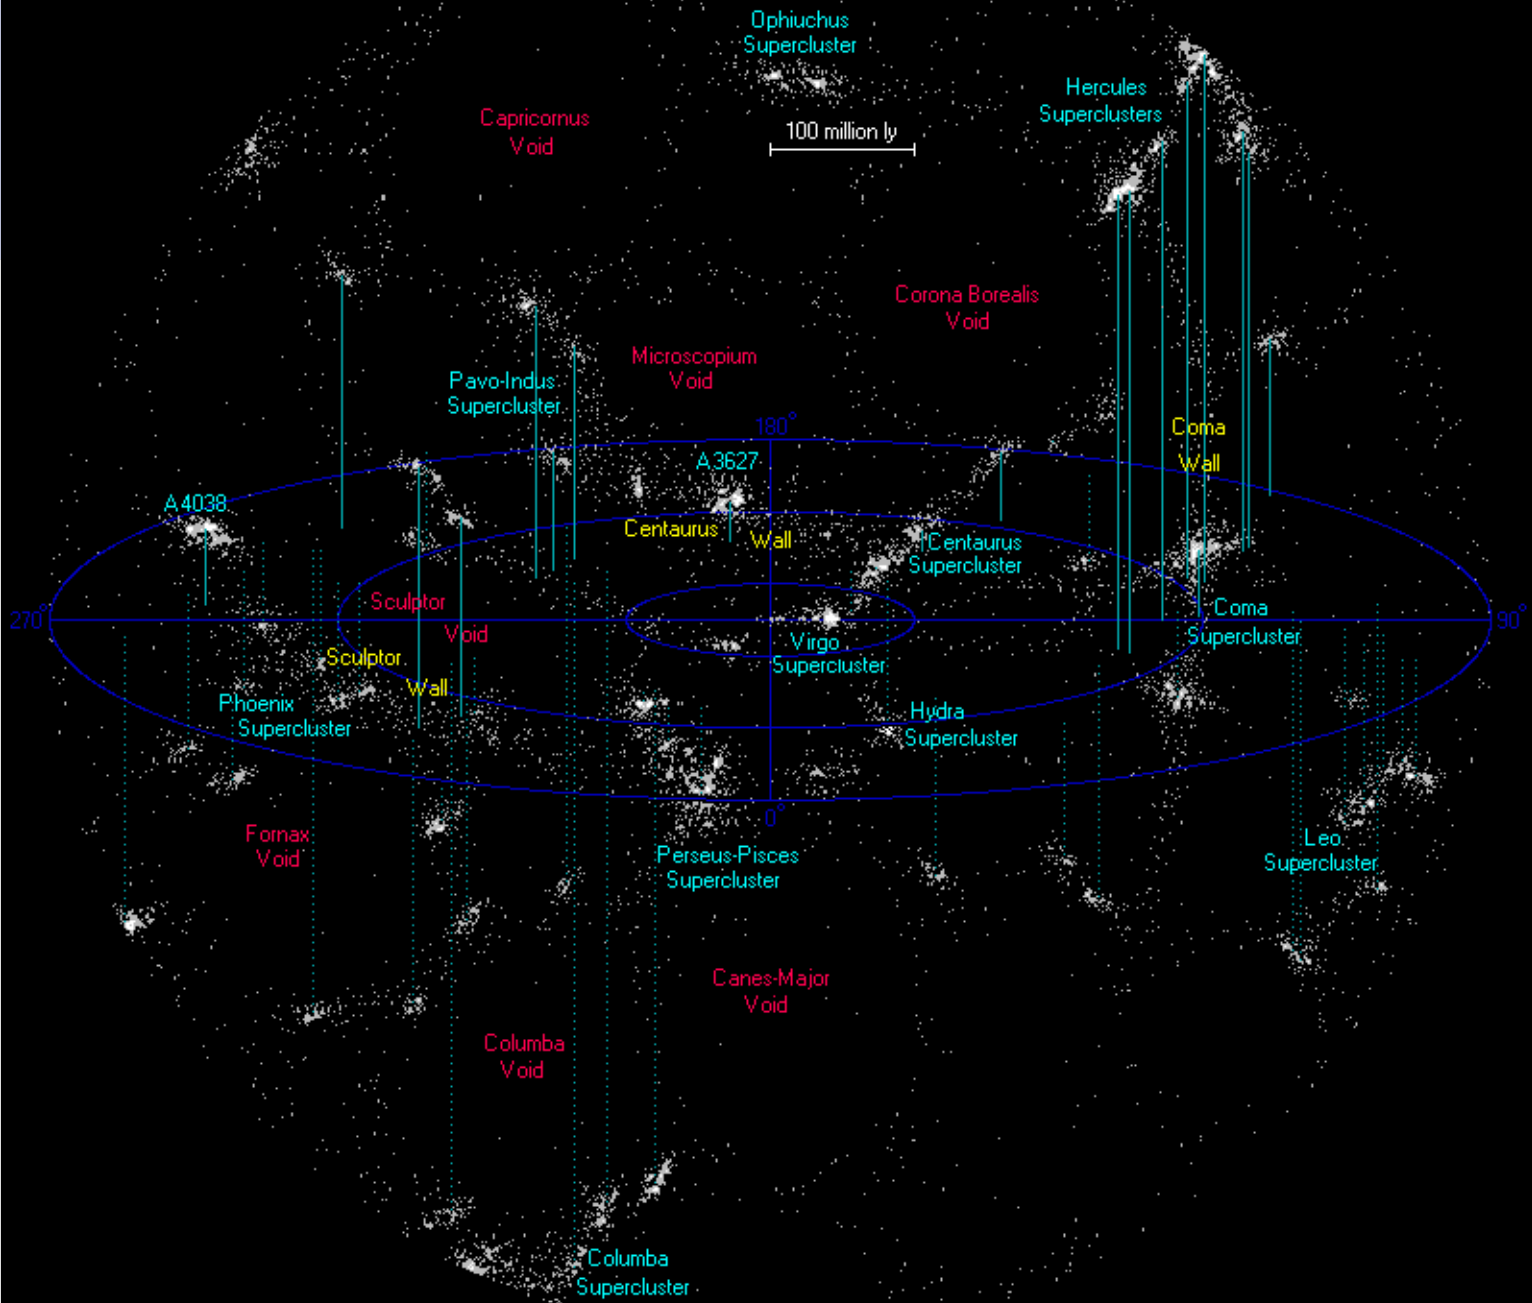 Ophiuchus
Supercluster
Hercules
Superclusters
Capricornus
Void
100 million ly
Corona Borealis
Void
Microscopium
Void
Pavo-Indus
Supercluster
180°
Coma
Wall
A3627
A4038
Centaurus
Wall
Centaurus
Supercluster
Sculptor
Void
270°
90°
Coma
Supercluster
Virgo
Supercluster
Sculptor
Wall
Phoenix
Supercluster
Hydra
Supercluster
0°
Fornax
Void
Perseus-Pisces
Supercluster
Leo
Supercluster
Canes-Major
Void
Columba
Void
Columba
Supercluster